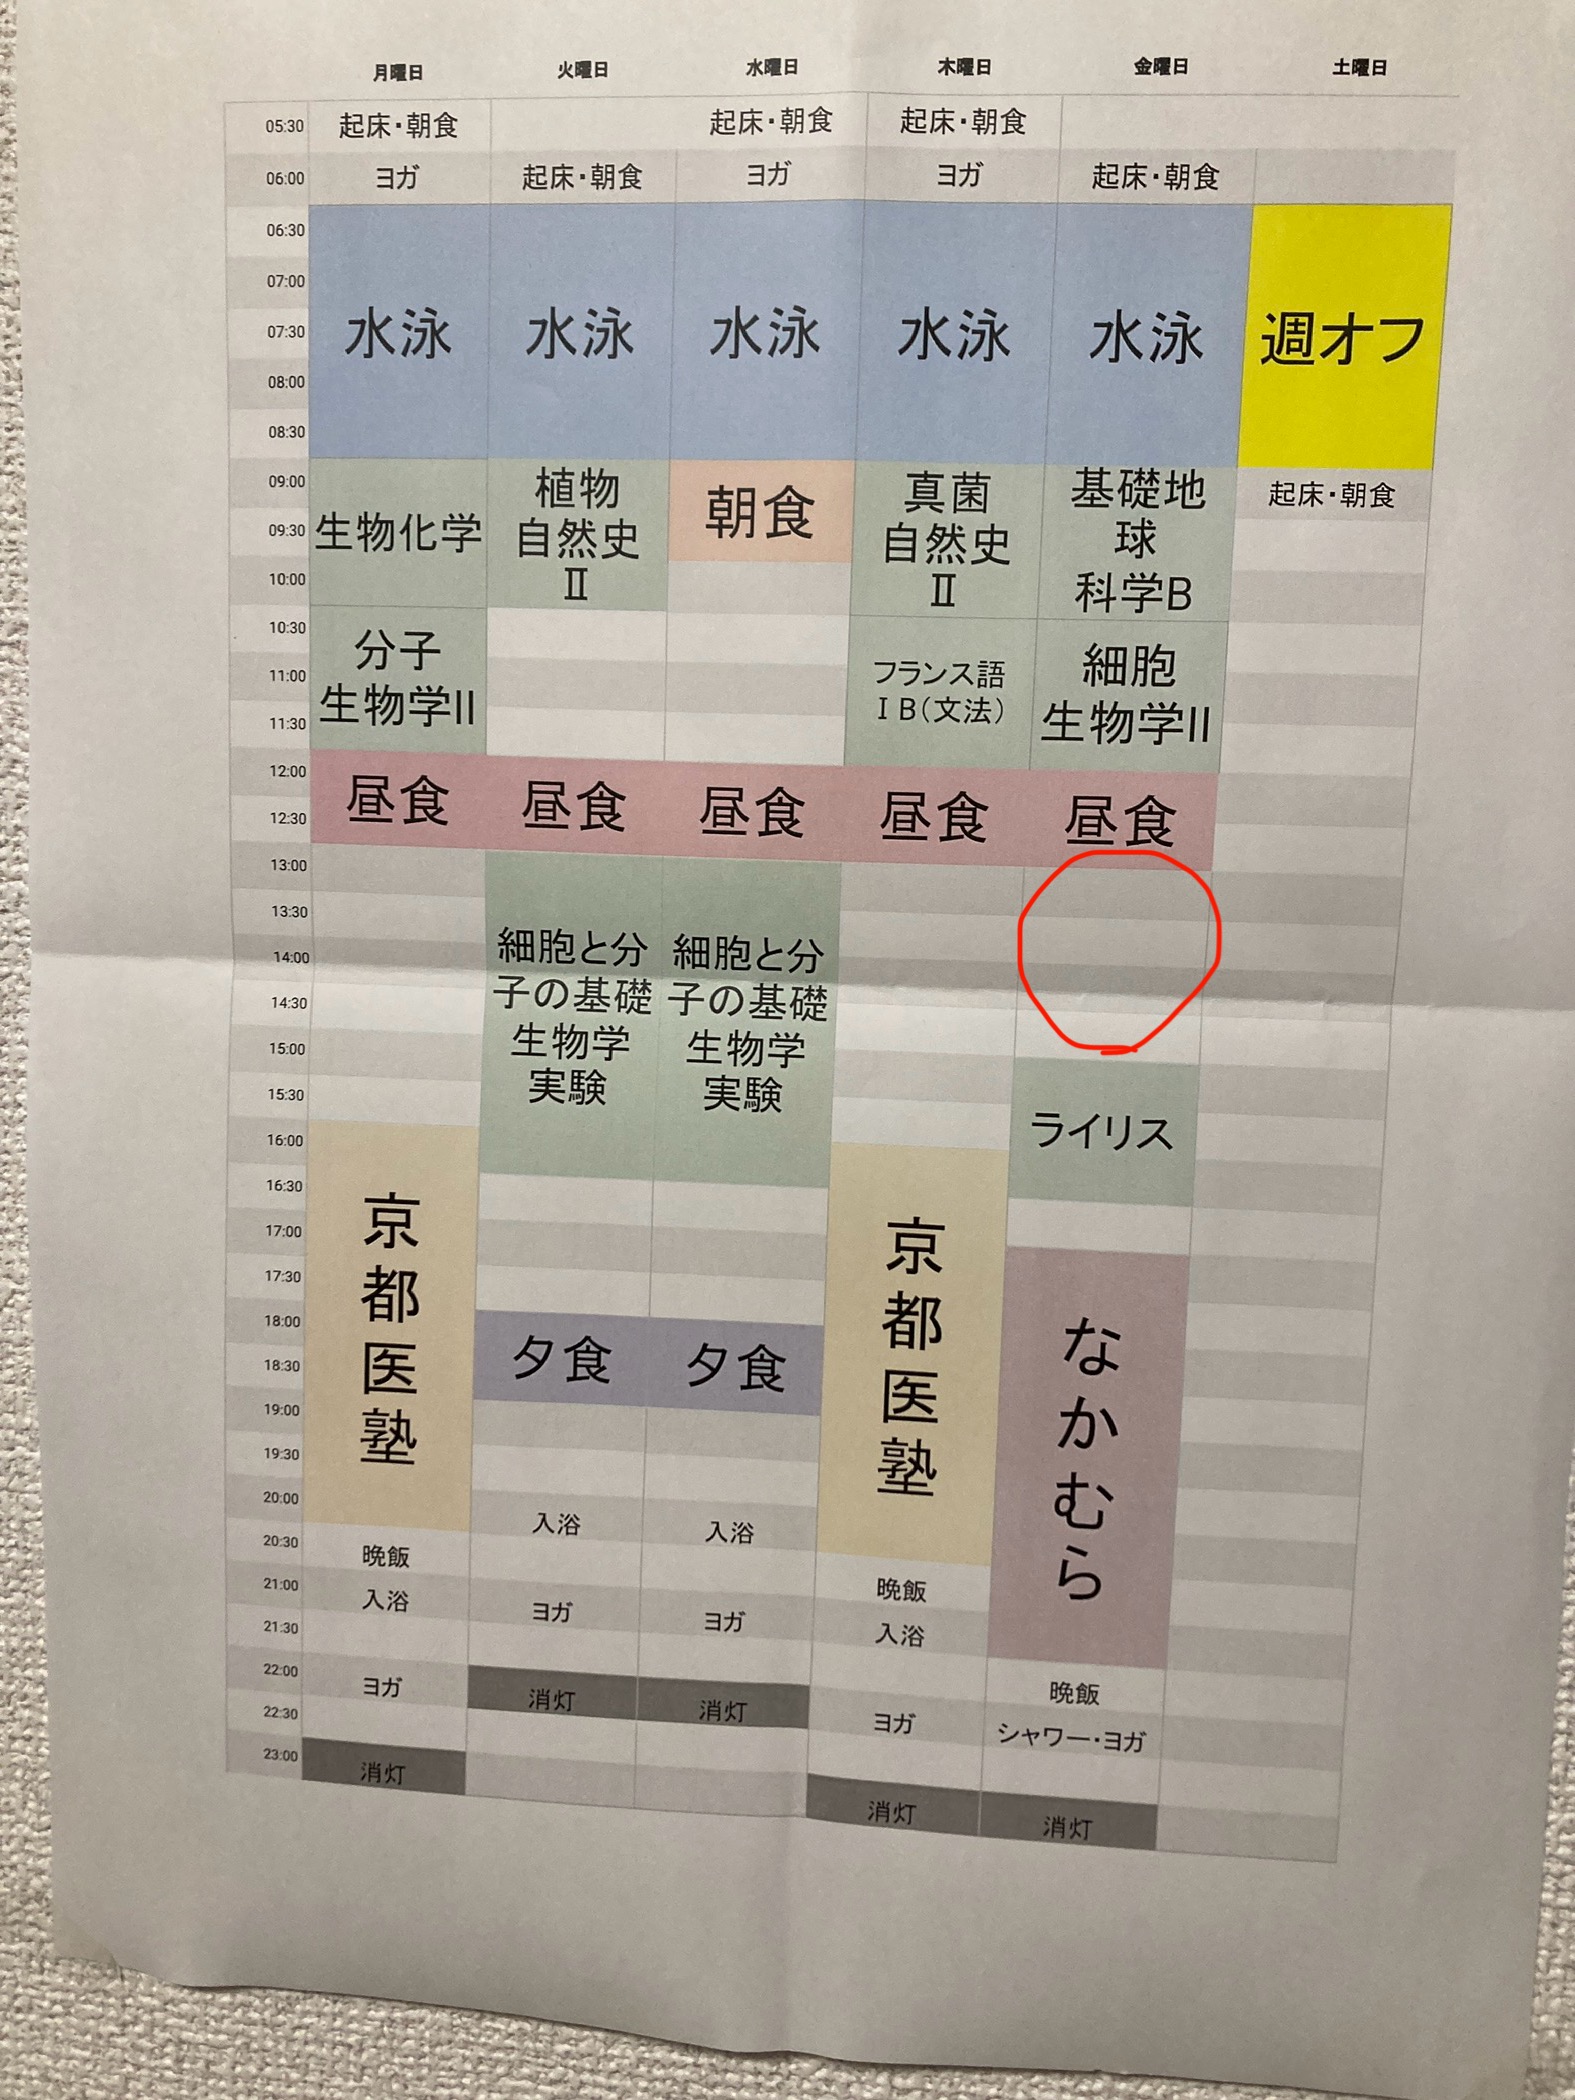 月曜日 火曜日 水曜日 木曜日 金曜日 土曜日
05:30 起床・朝食 起床・朝食 起床・朝食
06:00 ヨガ 起床・朝食 ヨガ ヨガ 起床・朝食
06:30
07:00
07:30 水泳 水泳 水泳 水泳 水泳 週オフ
08:00
08:30
09:00 植物 朝食 真菌 基礎地 起床・朝食
09:30 生物化学 自然史 自然史 球
10:00 Ⅱ Ⅱ 科学B
10:30 分子
11:00 生物学II フランス語 細胞
11:30 ⅠB(文法) 生物学II
12:00 昼食 昼食 昼食 昼食 昼食
12:30
13:00
13:30
14:00 細胞と分 細胞と分
14:30 子の基礎 子の基礎
15:00 生物学 生物学
15:30 実験 実験 ライリス
16:00
16:30 京
17:00 京
17:30 都
18:00 都 な
18:30 医 夕食 夕食 医 か
19:00
19:30 塾 塾 む
20:00 入浴 入浴 ら
20:30 晩飯 晩飯
21:00 入浴 ヨガ ヨガ 入浴
21:30
22:00 ヨガ 消灯 消灯 ヨガ 晩飯
22:30 シャワー・ヨガ
23:00 消灯 消灯 消灯